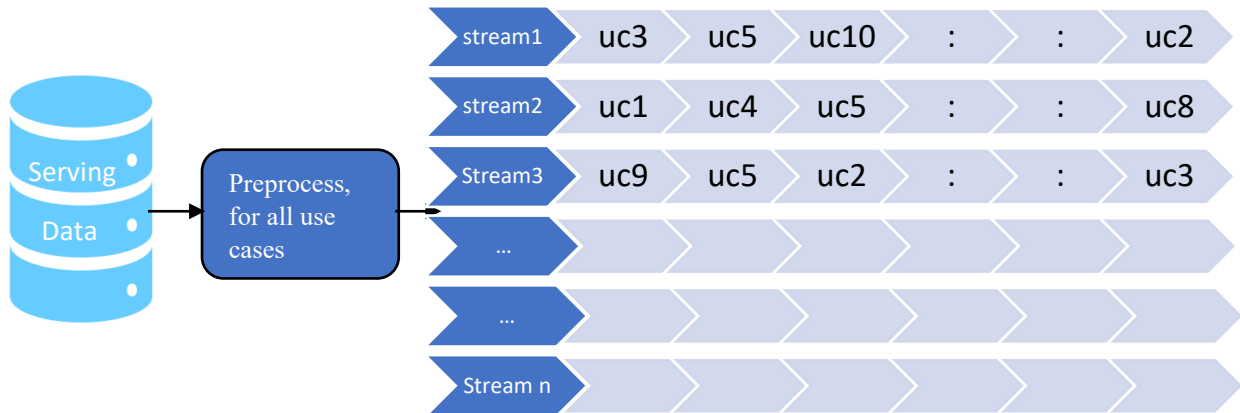 stream1 uc3 uc5 uc10 : : uc2
stream2 uc1 uc4 uc5 : : uc8
Stream3 uc9 uc5 uc2 : : uc3
...
...
Stream n
Serving
Data
Preprocess,
for all use
cases